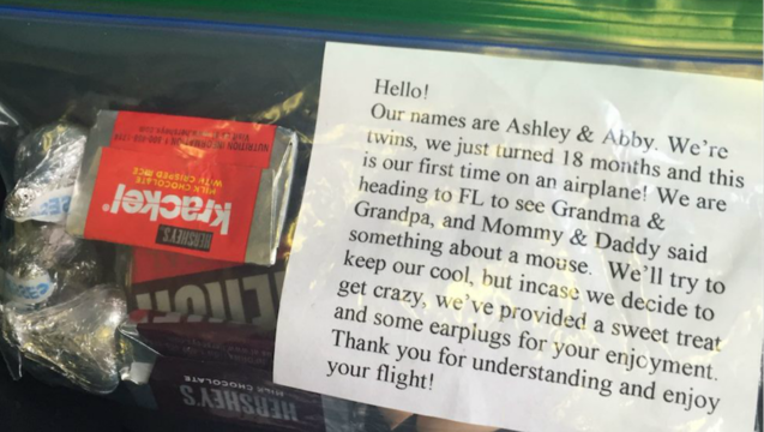 Hello!
Our names are Ashley & Abby. We're
twins, we just turned 18 months and this
is our first time on an airplane! We are
heading to FL to see Grandma &
Grandpa, and Mommy & Daddy said
something about a mouse. We'll try to
keep our cool, but incase we decide to
get crazy, we've provided a sweet treat
and some earplugs for your enjoyment.
Thank you for understanding and enjoy
your flight!
HERSHEY'S
krackel
MILK CHOCOLATE
WITH CRISPED RICE
NUTRITION INFORMATION?
HERSHEY'S
MILK CHOCOLATE